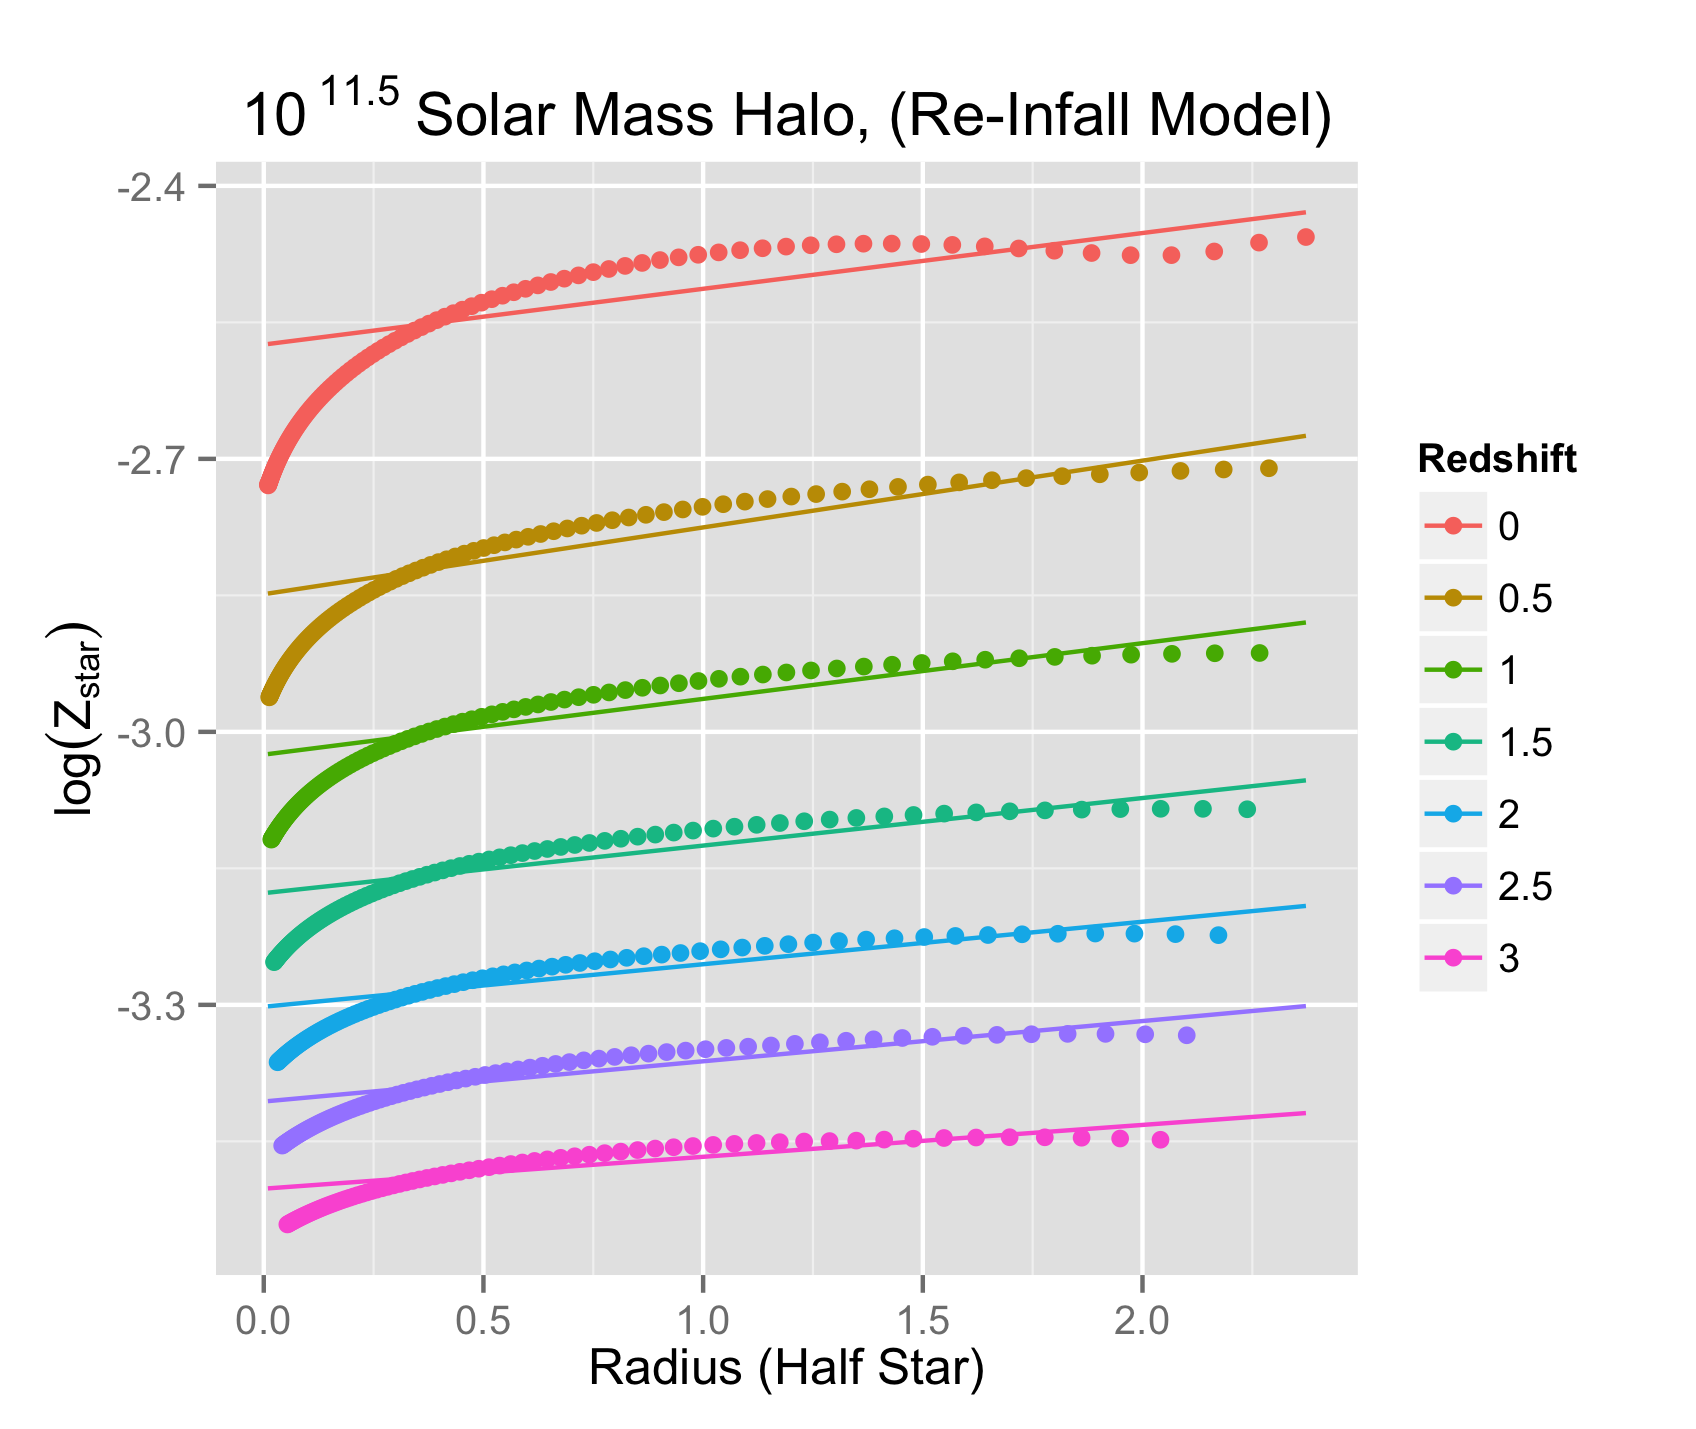 10 11.5 Solar Mass Halo, (Re-Infall Model)
-2.4
-2.7
-3.0
-3.3
log(Zstar)
0.0 0.5 1.0 1.5 2.0
Radius (Half Star)
Redshift
0
0.5
1
1.5
2
2.5
3